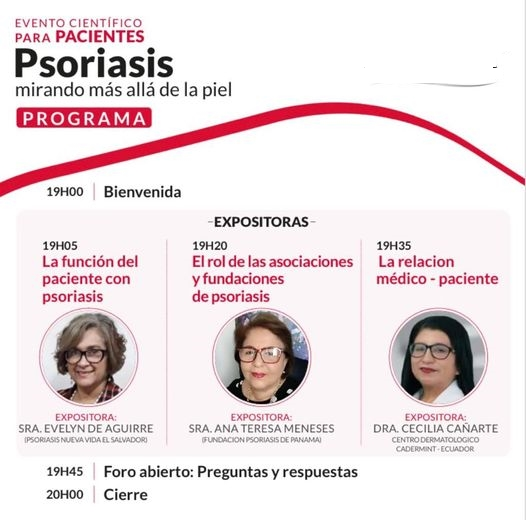 EVENTO CIENTÍFICO
PARA PACIENTES
Psoriasis
mirando más allá de la piel
PROGRAMA
19H00 | Bienvenida
-EXPOSITORAS-
19H05
La función del
paciente con
psoriasis
EXPOSITORA:
SRA. EVELYN DE AGUIRRE
(PSORIASIS NUEVA VIDA EL SALVADOR)
19H20
El rol de las asociaciones
y fundaciones
de psoriasis
EXPOSITORA:
SRA. ANA TERESA MENESES
(FUNDACION PSORIASIS DE PANAMA)
19H35
La relacion
médico - paciente
EXPOSITORA:
DRA. CECILIA CAÑARTE
CENTRO DERMATOLOGICO
CADERMINT - ECUADOR
19H45 | Foro abierto: Preguntas y respuestas
20H00 | Cierre